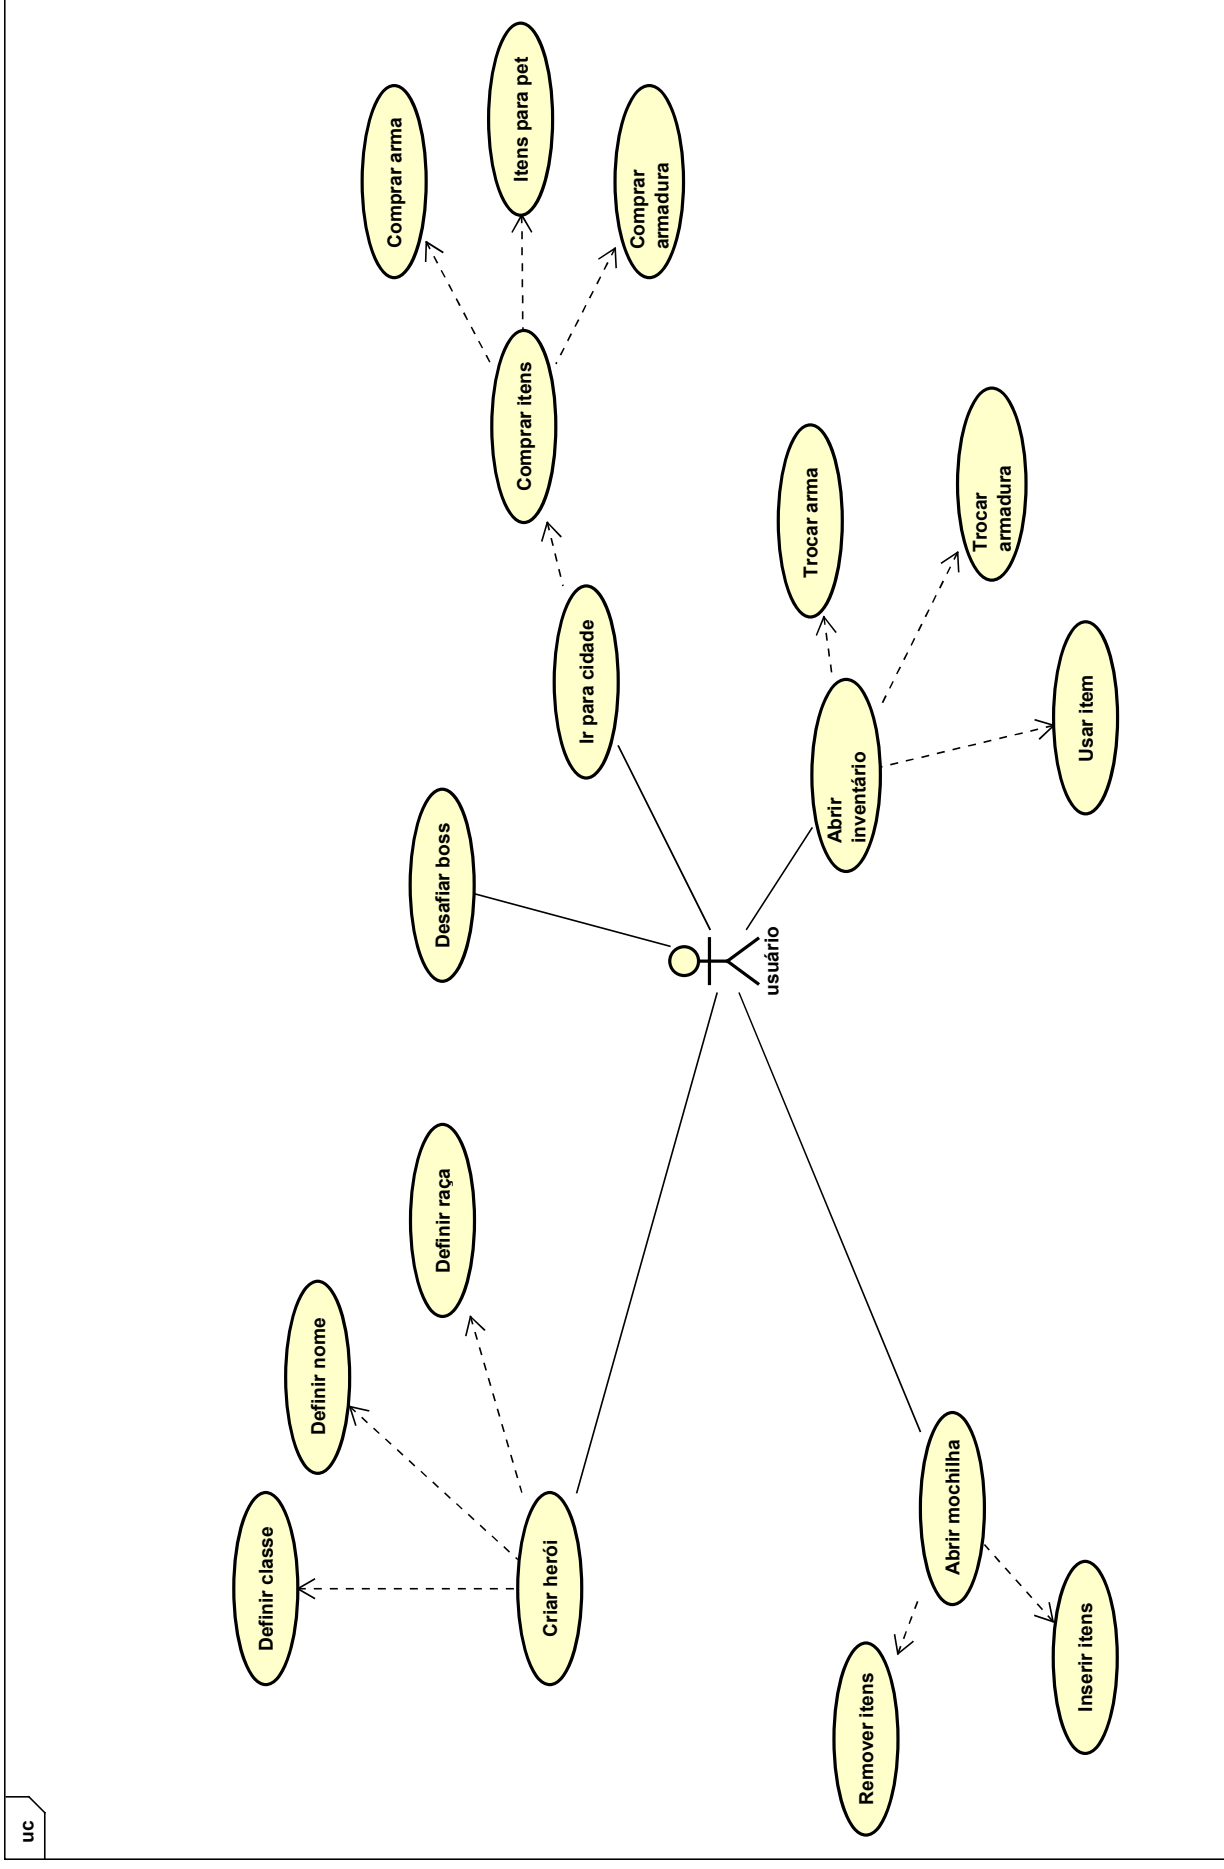 uc
Definir classe
Definir nome
Definir raça
Criar herói
Desafiar boss
Ir para cidade
Comprar itens
Comprar arma
Itens para pet
Comprar
armadura
usuário
Abrir
inventário
Trocar arma
Trocar
armadura
Usar item
Abrir mochilha
Remover itens
Inserir itens